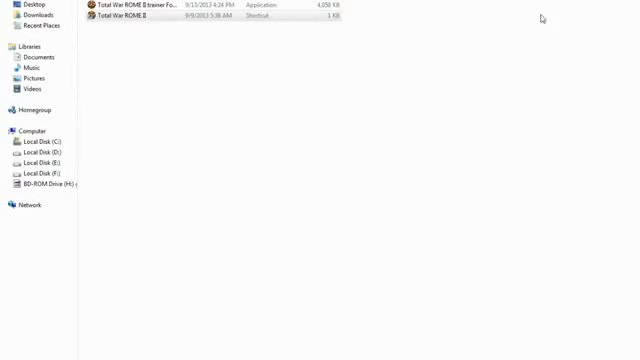 Desktop
Total War ROME II trainer Fo... 9/13/2013 4:24 PM Application 4,058 KB
Downloads
Total War ROME II 9/9/2013 5:38 AM Shortcut 1 KB
Recent Places
Libraries
Documents
Music
Pictures
Videos
Homegroup
Computer
Local Disk (C:)
Local Disk (D:)
Local Disk (E:)
Local Disk (F:)
BD-ROM Drive (H:)
Network